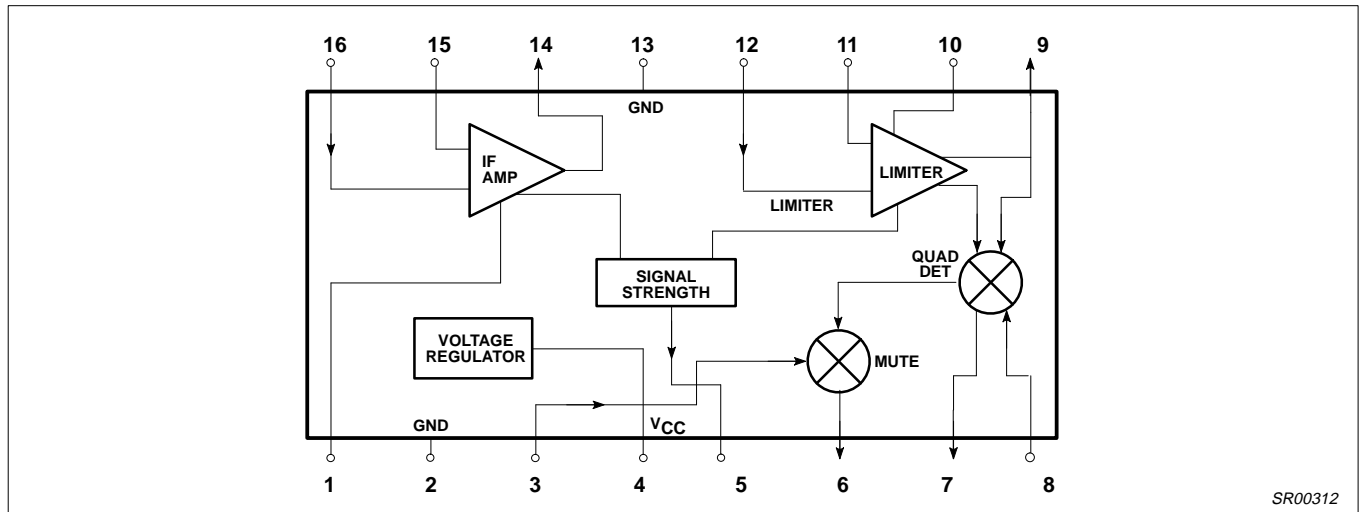 16 15 14 13 12 11 10 9
GND
IF
AMP
LIMITER
LIMITER
QUAD
DET
SIGNAL
STRENGTH
VOLTAGE
REGULATOR
MUTE
GND
VCC
1 2 3 4 5 6 7 8
SR00312